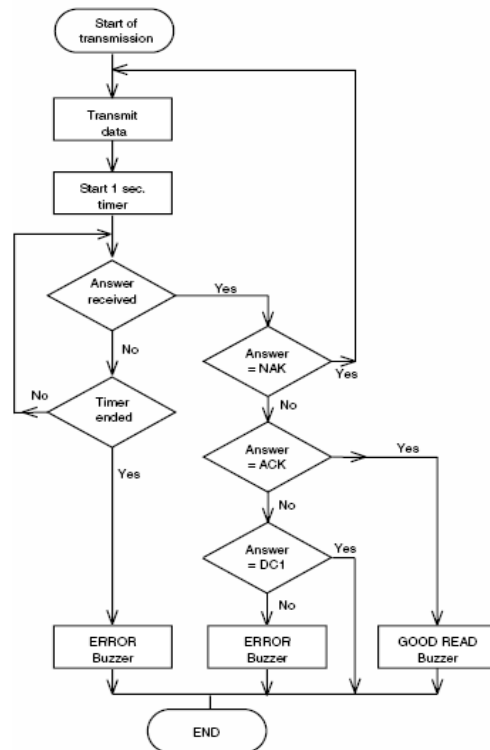 Start of
transmission
Transmit
data
Start 1 sec.
timer
Answer
received
Yes
No
Answer
= NAK
Yes
No
Timer
ended
No
Yes
Answer
= ACK
Yes
No
Answer
= DC1
Yes
No
ERROR
Buzzer
ERROR
Buzzer
GOOD READ
Buzzer
END